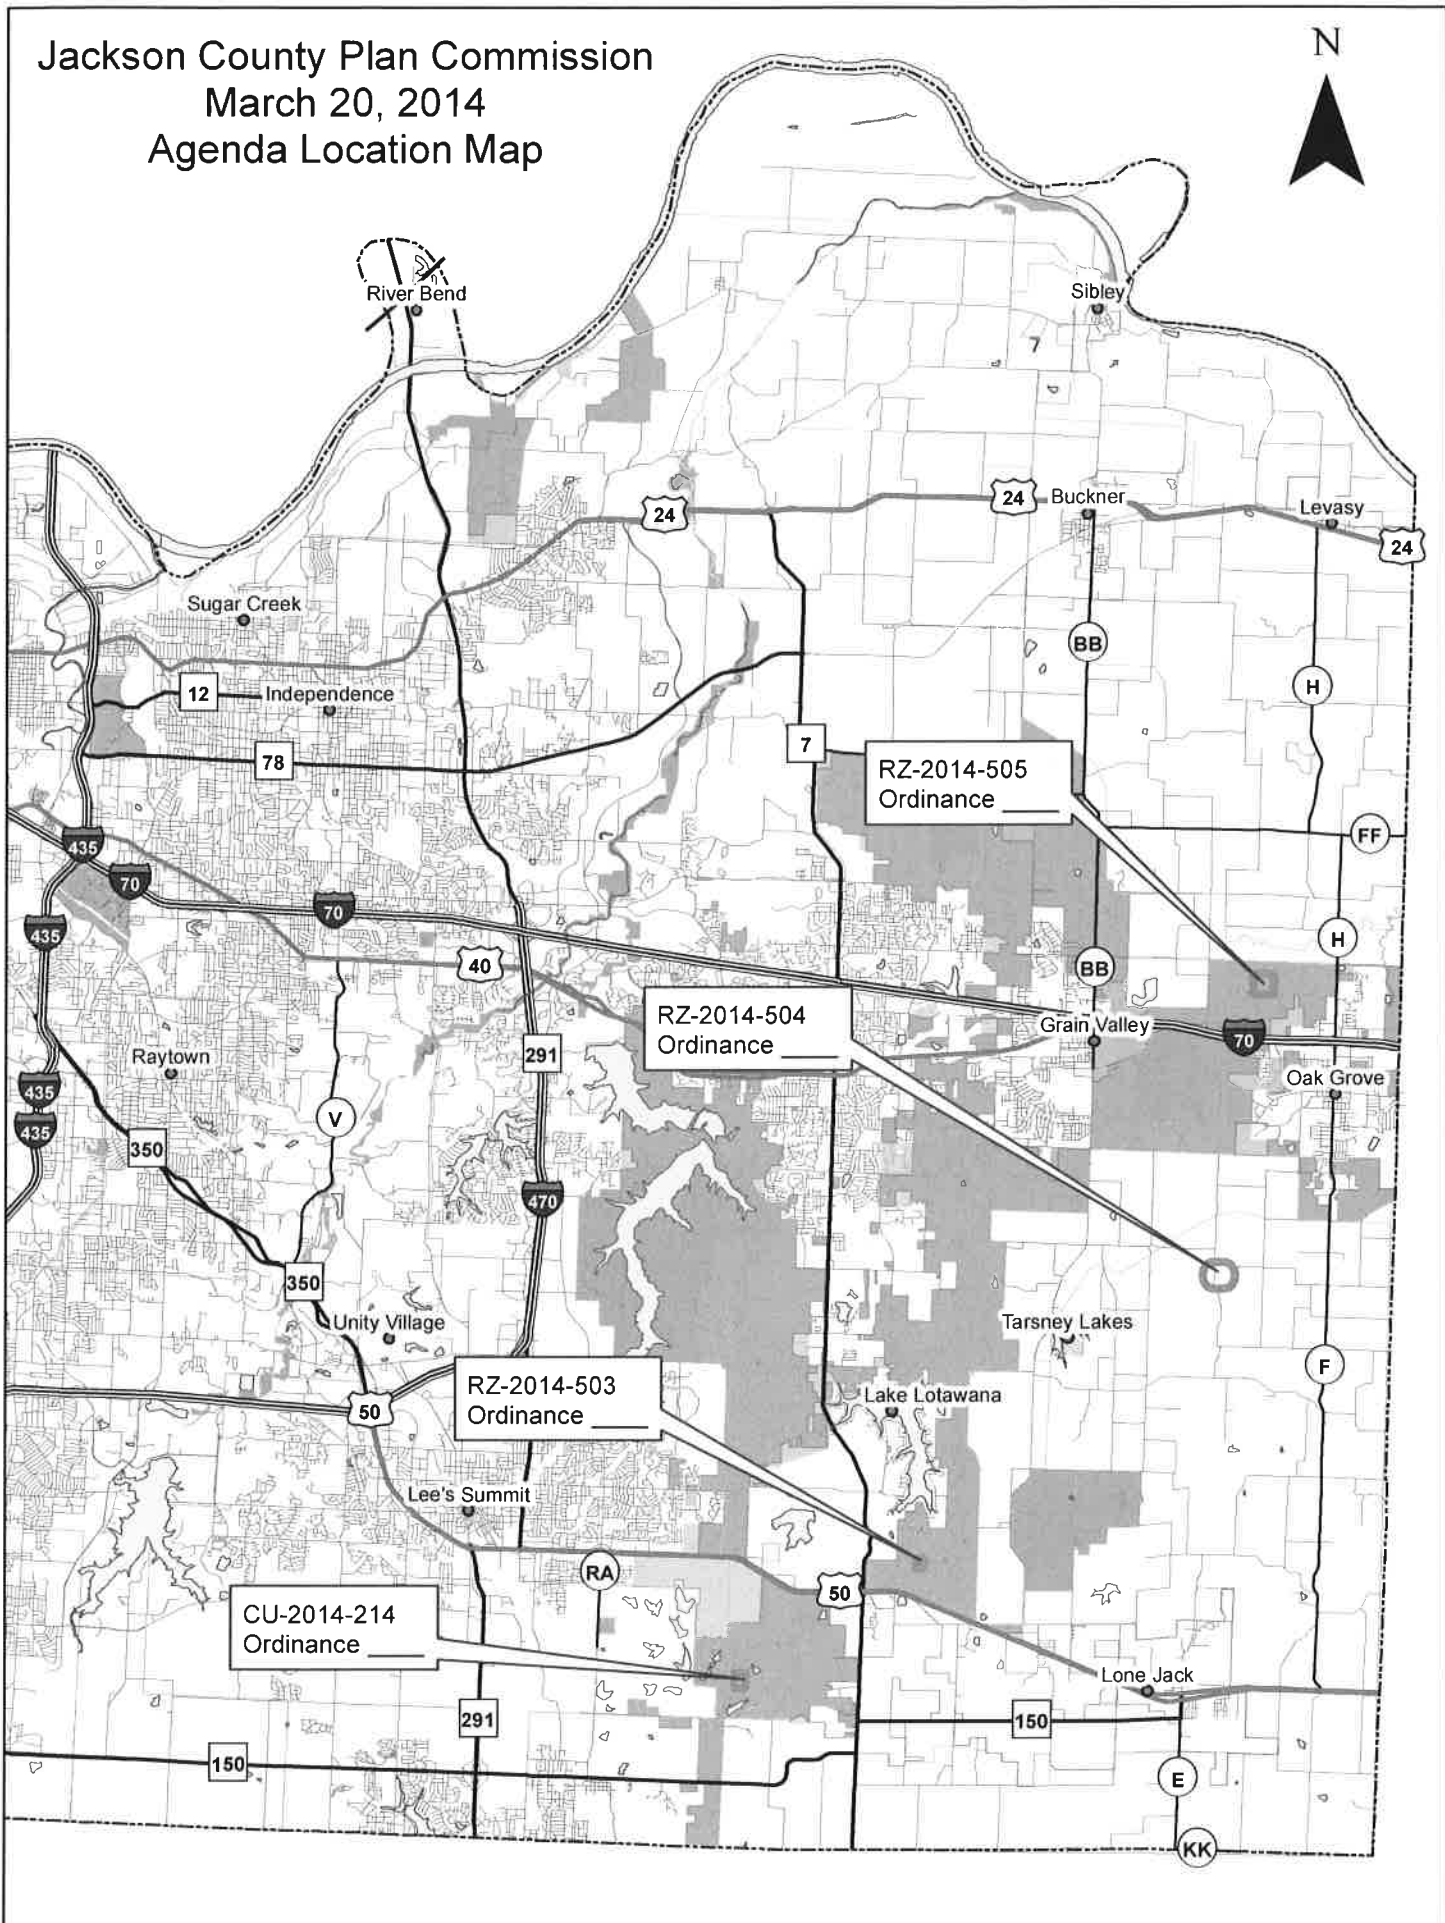 Jackson County Plan Commission
March 20, 2014
Agenda Location Map
N
River Bend
Sibley
7
24
24
Buckner
Levasy
24
Sugar Creek
BB
12
Independence
H
7
78
RZ-2014-505
Ordinance ____
435
FF
70
70
435
H
40
BB
RZ-2014-504
Ordinance ____
Grain Valley
70
291
Raytown
Oak Grove
435
435
V
350
470
350
Unity Village
Tarsney Lakes
F
RZ-2014-503
Ordinance ____
50
Lake Lotawana
Lee's Summit
RA
50
CU-2014-214
Ordinance ____
Lone Jack
291
150
150
E
KK